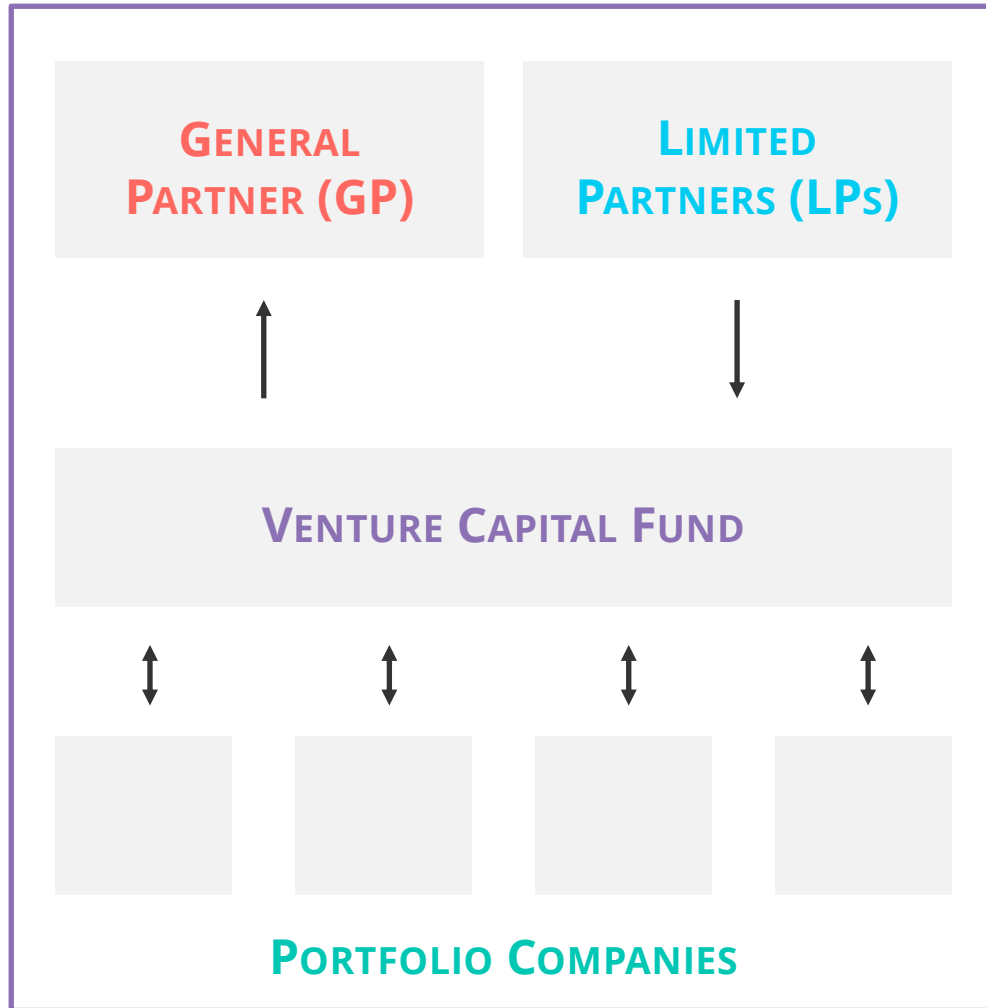 General
Partner (GP)
Limited
Partners (LPs)
Venture Capital Fund
Portfolio Companies